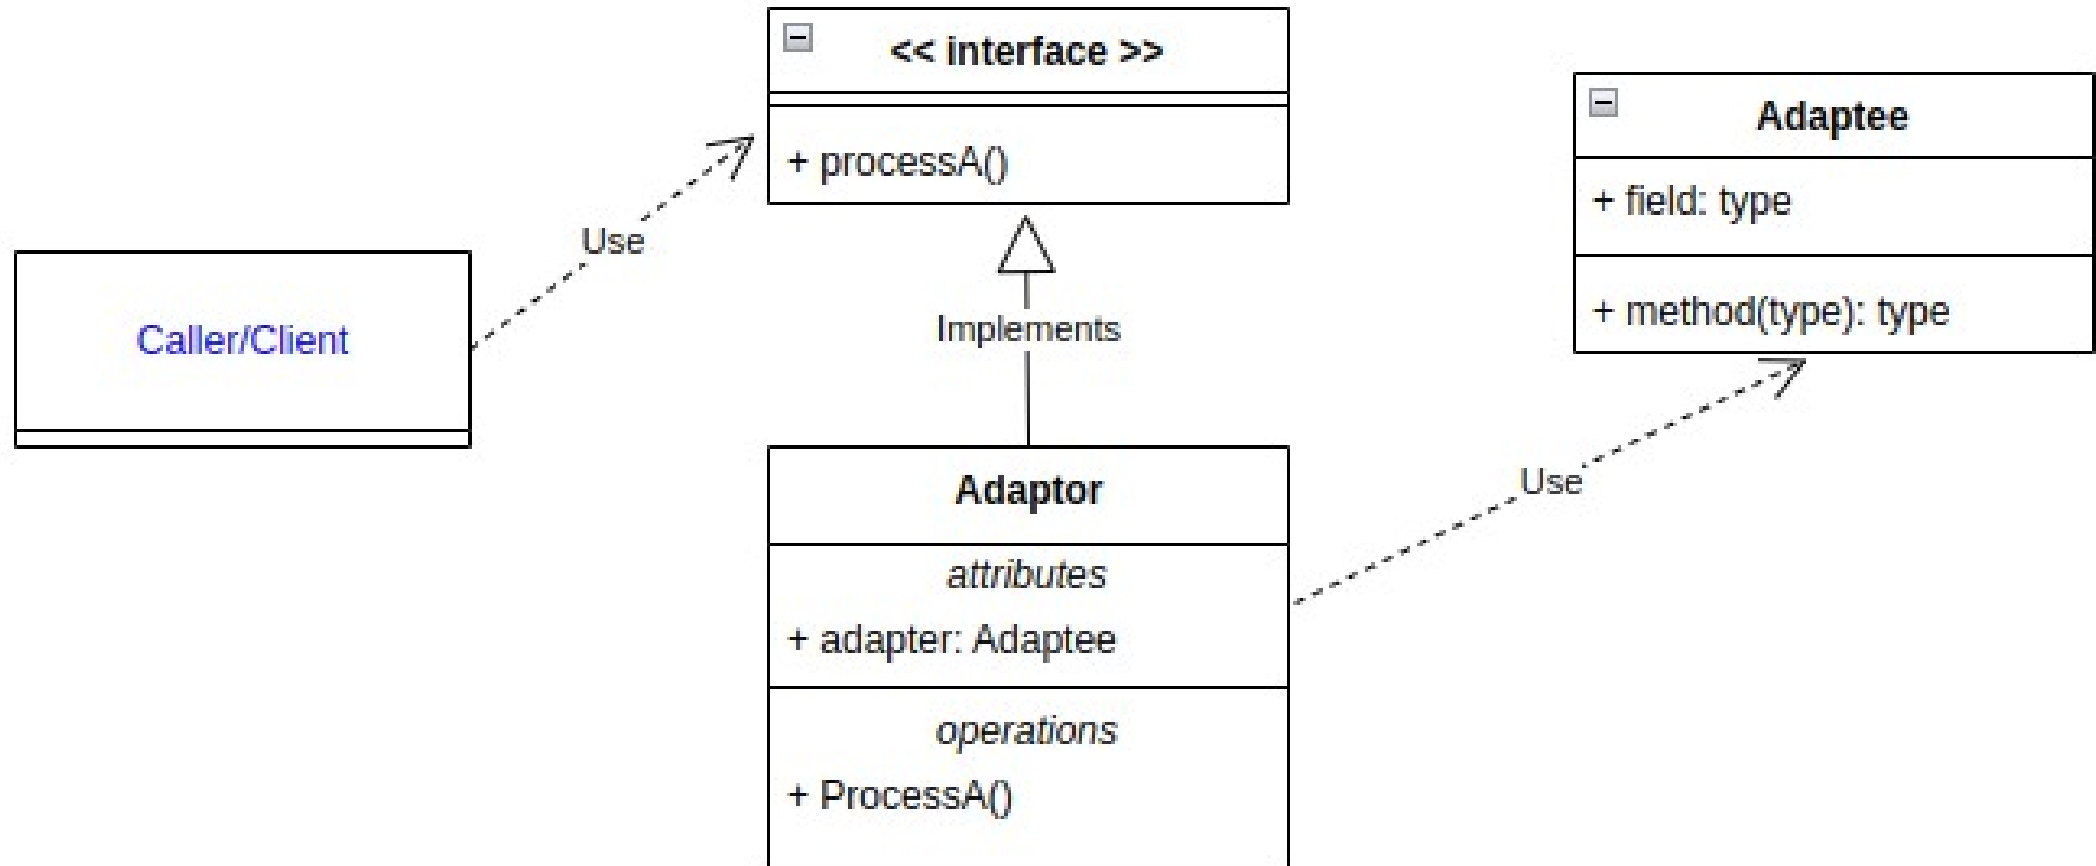 << interface >>
+ processA()
Adaptee
+ field: type
+ method(type): type
Use
Caller/Client
Implements
Adaptor
attributes
+ adapter: Adaptee
operations
+ ProcessA()
Use